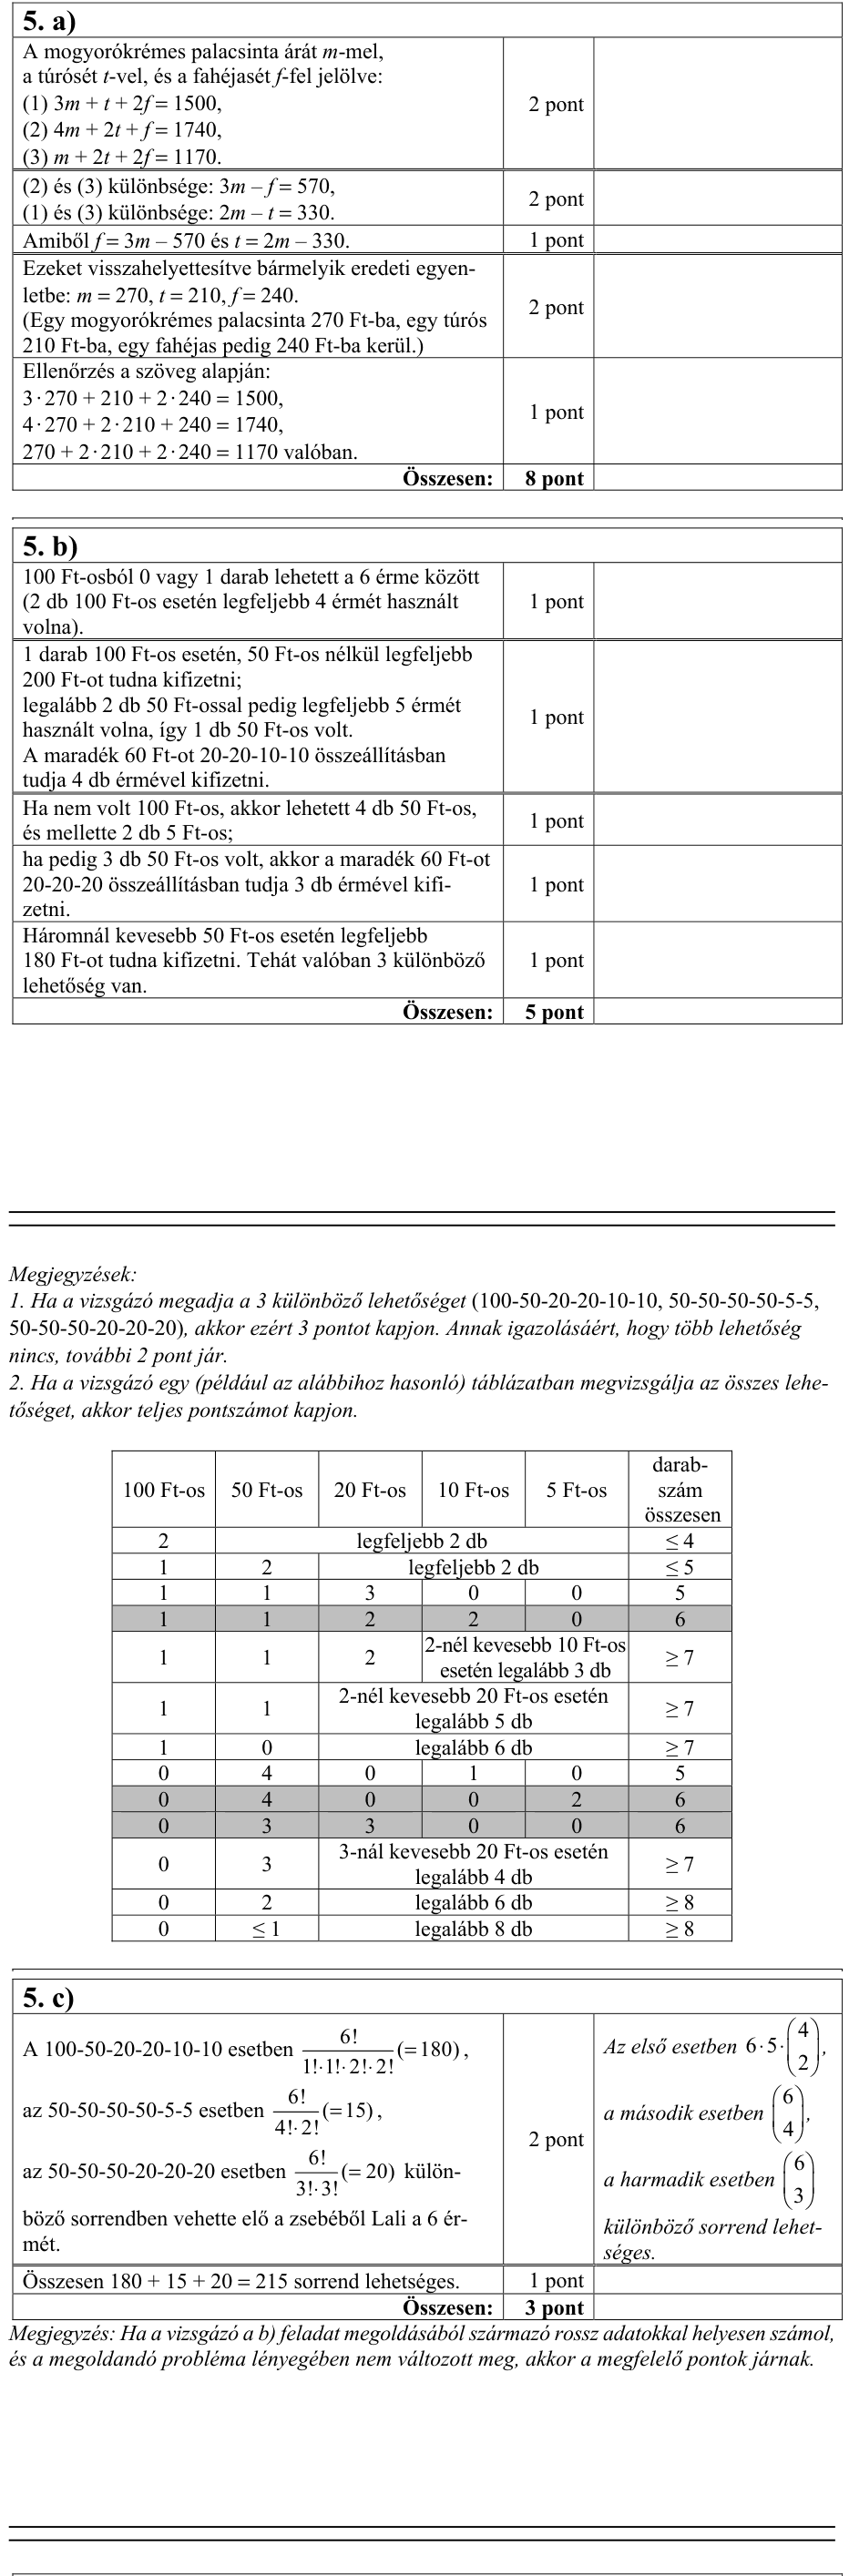 5. a)
A mogyorókrémes palacsinta árát m-mel,
a túrósét t-vel, és a fahéjasét f-fel jelölve:
(1) 3m + t + 2f = 1500,
(2) 4m + 2t + f = 1740,
(3) m + 2t + 2f = 1170.
2 pont
(2) és (3) különbsége: 3m – f = 570,
(1) és (3) különbsége: 2m – t = 330.
2 pont
Amiből f = 3m – 570 és t = 2m – 330.
1 pont
Ezeket visszahelyettesítve bármelyik eredeti egyen-
letbe: m = 270, t = 210, f = 240.
(Egy mogyorókrémes palacsinta 270 Ft-ba, egy túrós
210 Ft-ba, egy fahéjas pedig 240 Ft-ba kerül.)
2 pont
Ellenőrzés a szöveg alapján:
3·270 + 210 + 2·240 = 1500,
4·270 + 2·210 + 240 = 1740,
270 + 2·210 + 2·240 = 1170 valóban.
1 pont
Összesen: 8 pont
5. b)
100 Ft-osból 0 vagy 1 darab lehetett a 6 érme között
(2 db 100 Ft-os esetén legfeljebb 4 érmét használt
volna).
1 pont
1 darab 100 Ft-os esetén, 50 Ft-os nélkül legfeljebb
200 Ft-ot tudna kifizetni;
legalább 2 db 50 Ft-ossal pedig legfeljebb 5 érmét
használt volna, így 1 db 50 Ft-os volt.
A maradék 60 Ft-ot 20-20-10-10 összeállításban
tudja 4 db érmével kifizetni.
1 pont
Ha nem volt 100 Ft-os, akkor lehetett 4 db 50 Ft-os,
és mellette 2 db 5 Ft-os;
1 pont
ha pedig 3 db 50 Ft-os volt, akkor a maradék 60 Ft-ot
20-20-20 összeállításban tudja 3 db érmével kifi-
zetni.
1 pont
Háromnál kevesebb 50 Ft-os esetén legfeljebb
180 Ft-ot tudna kifizetni. Tehát valóban 3 különböző
lehetőség van.
1 pont
Összesen: 5 pont
Megjegyzések:
1. Ha a vizsgázó megadja a 3 különböző lehetőséget (100-50-20-20-10-10, 50-50-50-50-5-5,
50-50-50-20-20-20), akkor ezért 3 pontot kapjon. Annak igazolásáért, hogy több lehetőség
nincs, további 2 pont jár.
2. Ha a vizsgázó egy (például az alábbihoz hasonló) táblázatban megvizsgálja az összes lehe-
tőséget, akkor teljes pontszámot kapjon.
100 Ft-os 50 Ft-os 20 Ft-os 10 Ft-os 5 Ft-os darab-
szám
összesen
2 legfeljebb 2 db ≤ 4
1 2 legfeljebb 2 db ≤ 5
1 1 3 0 0 5
1 1 2 2 0 6
1 1 2 2-nél kevesebb 10 Ft-os
esetén legalább 3 db ≥ 7
1 1 2-nél kevesebb 20 Ft-os esetén
legalább 5 db ≥ 7
1 0 legalább 6 db ≥ 7
0 4 0 1 0 5
0 4 0 0 2 6
0 3 3 0 0 6
0 3 3-nál kevesebb 20 Ft-os esetén
legalább 4 db ≥ 7
0 2 legalább 6 db ≥ 8
0 ≤ 1 legalább 8 db ≥ 8
5. c)
A 100-50-20-20-10-10 esetben 6!/(1!·1!·2!·2!) (= 180),
az 50-50-50-50-5-5 esetben 6!/(4!·2!) (= 15),
az 50-50-50-20-20-20 esetben 6!/(3!·3!) (= 20) külön-
böző sorrendben vehette elő a zsebéből Lali a 6 ér-
mét.
2 pont
Az első esetben 6·5·(4 2),
a második esetben (6 4),
a harmadik esetben (6 3)
különböző sorrend lehet-
séges.
Összesen 180 + 15 + 20 = 215 sorrend lehetséges.
1 pont
Összesen: 3 pont
Megjegyzés: Ha a vizsgázó a b) feladat megoldásából származó rossz adatokkal helyesen számol,
és a megoldandó probléma lényegében nem változott meg, akkor a megfelelő pontok járnak.